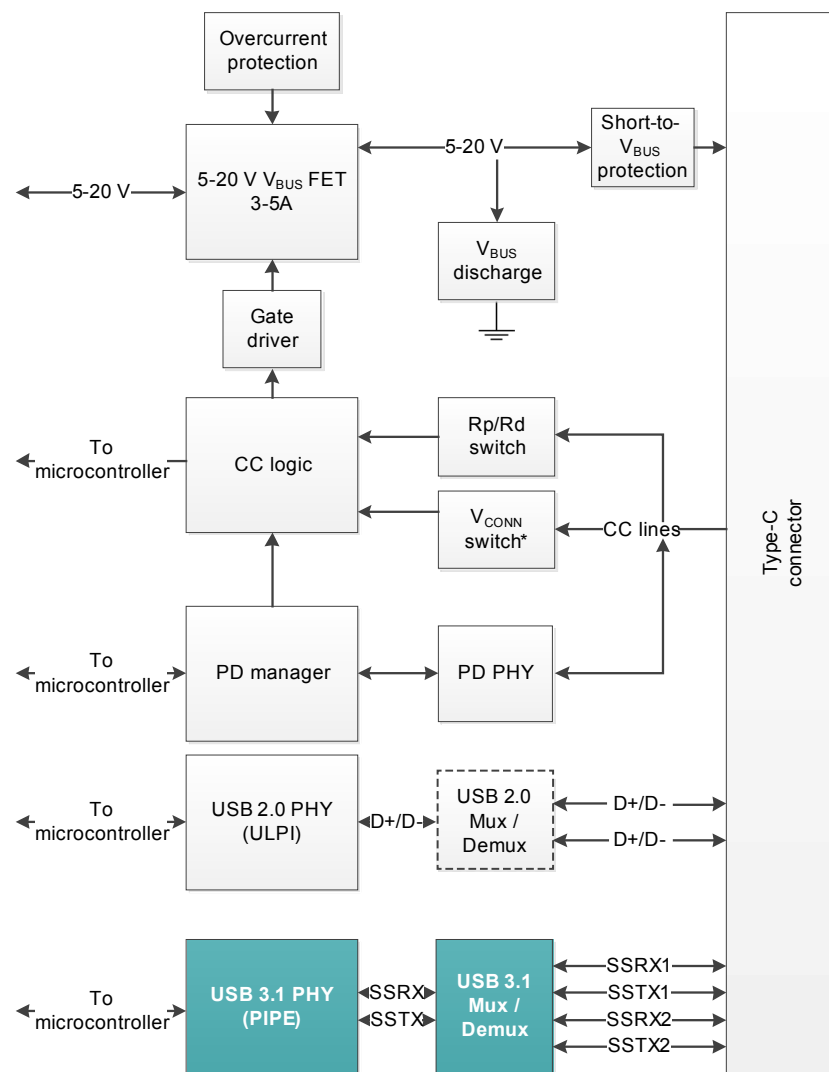 Overcurrent
protection
5-20 V
5-20 V VBUS FET
3-5A
5-20 V
Short-to-
VBUS
protection
VBUS
discharge
Gate
driver
To
microcontroller
CC logic
Rp/Rd
switch
VCONN
switch*
CC lines
Type-C
connector
To
microcontroller
PD manager
PD PHY
To
microcontroller
USB 2.0 PHY
(ULPI)
D+/D-
USB 2.0
Mux /
Demux
D+/D-
D+/D-
To
microcontroller
USB 3.1 PHY
(PIPE)
SSRX
SSTX
USB 3.1
Mux /
Demux
SSRX1
SSTX1
SSRX2
SSTX2